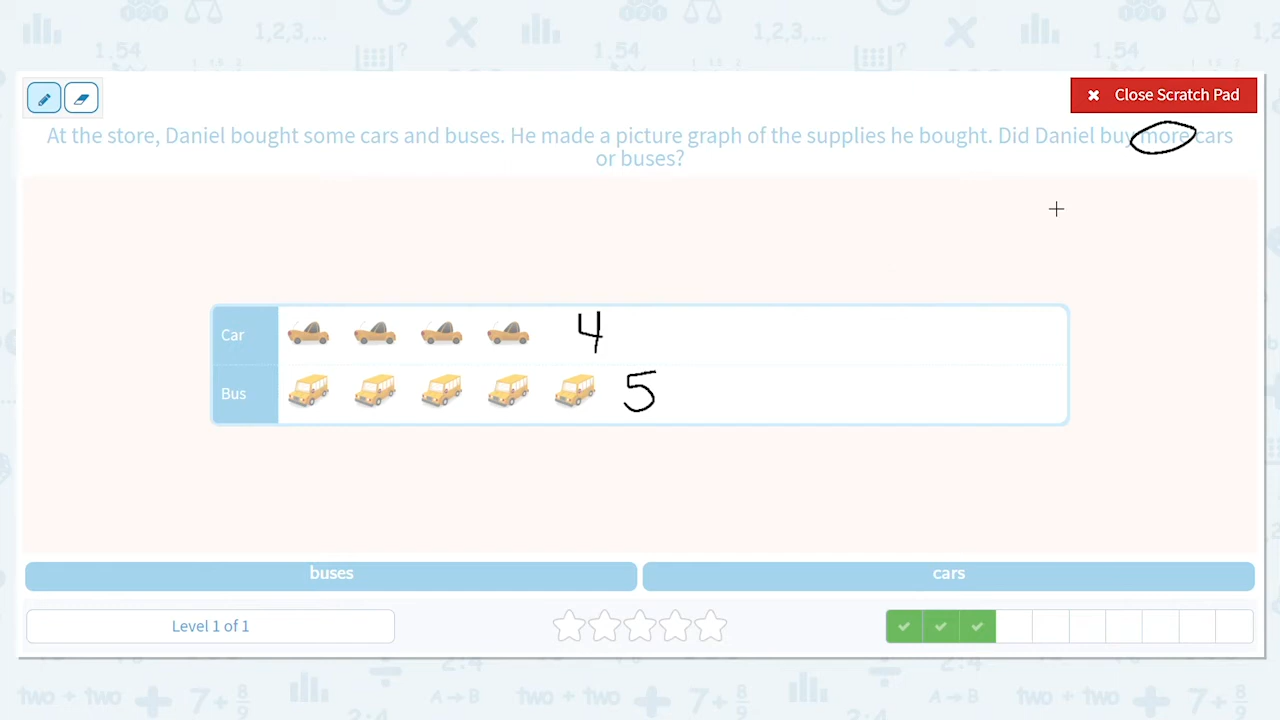 Close Scratch Pad
At the store, Daniel bought some cars and buses. He made a picture graph of the supplies he bought. Did Daniel buy more cars
or buses?
Car 4
Bus 5
buses
cars
Level 1 of 1